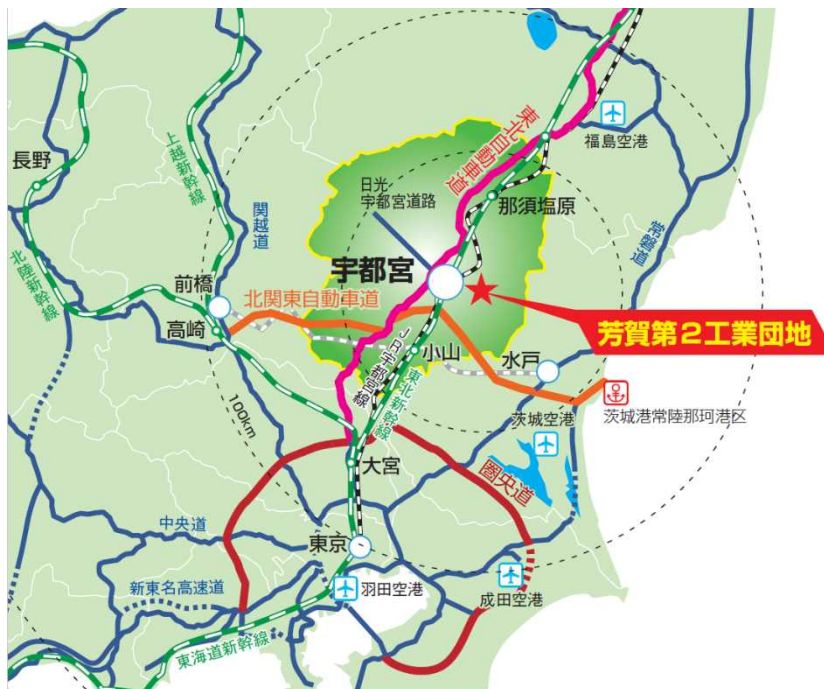 上越新幹線
長野
関越道
北陸新幹線
前橋
高崎
北関東自動車道
日光
宇都宮道路
東北自動車道
福島空港
那須塩原
常磐道
宇都宮
芳賀第2工業団地
小山
水戸
JR宇都宮線
東北新幹線
茨城空港
茨城港常陸那珂港区
100km
大宮
圏央道
中央道
東京
新東名高速道
羽田空港
成田空港
東海道新幹線